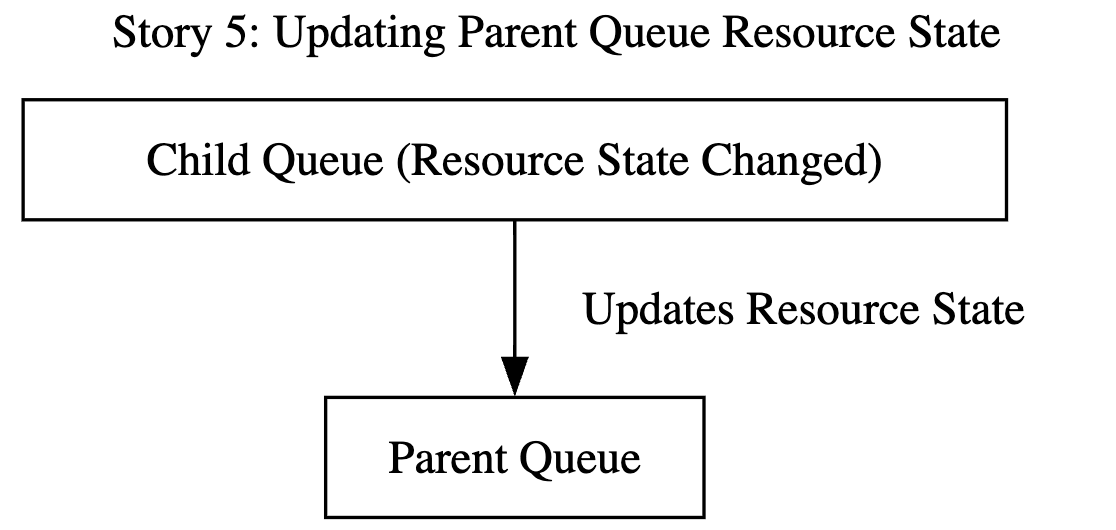 Story 5: Updating Parent Queue Resource State
Child Queue (Resource State Changed)
Updates Resource State
Parent Queue